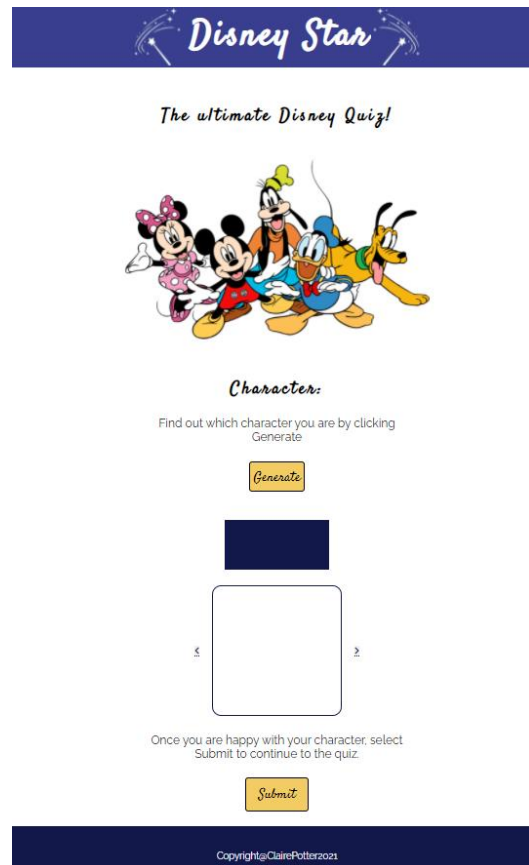 Disney Star
The ultimate Disney Quiz!
Character:
Find out which character you are by clicking
Generate
Generate
<
>
Once you are happy with your character, select
Submit to continue to the quiz.
Submit
Copyright@ClairePotter2021